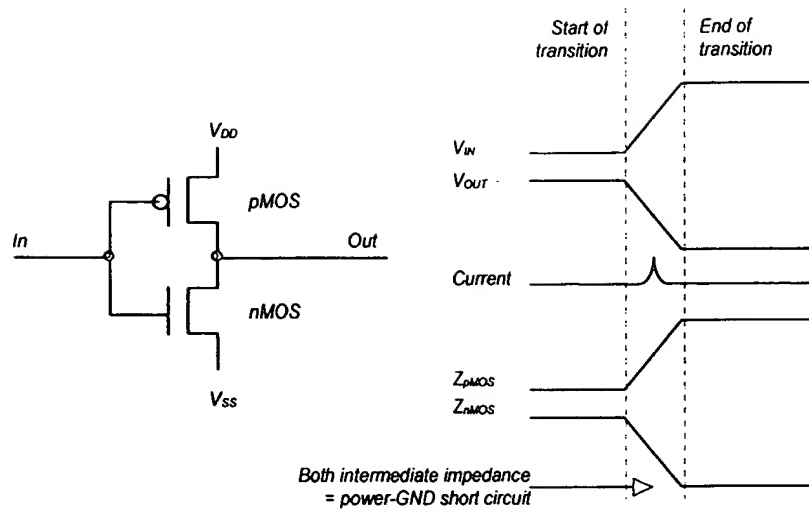 Start of
transition
End of
transition
VDD
pMOS
In
Out
nMOS
VSS
VIN
VOUT
Current
ZpMOS
ZnMOS
Both intermediate impedance
= power-GND short circuit